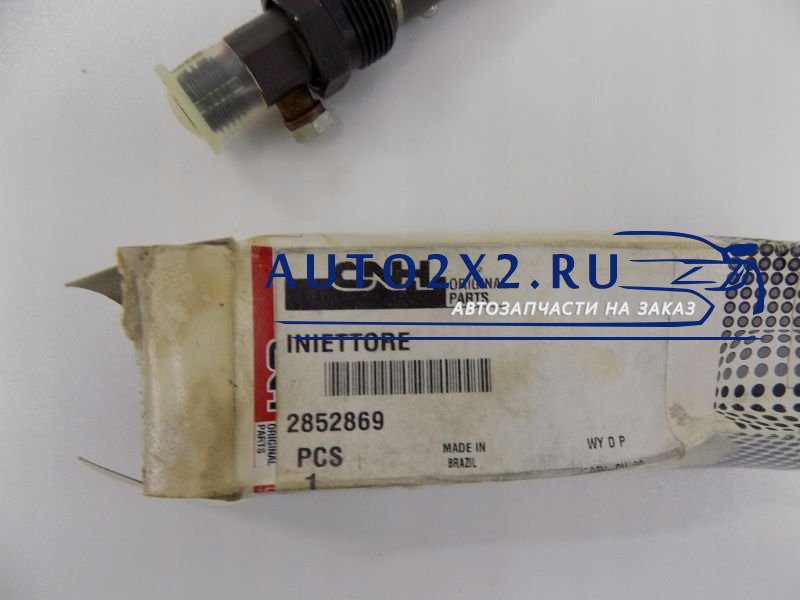 AUTO2X2.RU
АВТОЗАПЧАСТИ НА ЗАКАЗ
CNH
ORIGINAL
PARTS
INIETTORE
2852869
PCS
1
MADE IN
BRAZIL
WY D P
ORIGINAL
PARTS